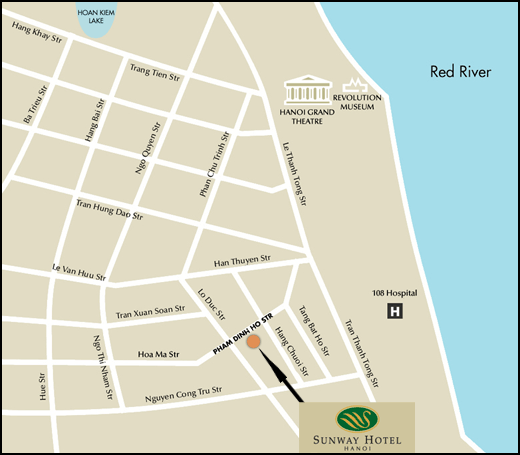 HOAN KIEM
LAKE
Hang Khay Str
Trang Tien Str
Red River
Ba Trieu Str
Hang Bai Str
Ngo Quyen Str
Phan Chu Trinh Str
HANOI GRAND
THEATRE
REVOLUTION
MUSEUM
Le Thanh Tong Str
Tran Hung Dao Str
Le Van Huu Str
Han Thuyen Str
108 Hospital
H
Tran Xuan Soan Str
Lo Duc Str
PHAM DINH HO STR
Hang Chuoi Str
Tang Bat Ho Str
Tran Thanh Tong Str
Hoa Ma Str
Ngo Thi Nham Str
Hue Str
Nguyen Cong Tru Str
SUNWAY HOTEL
HANOI